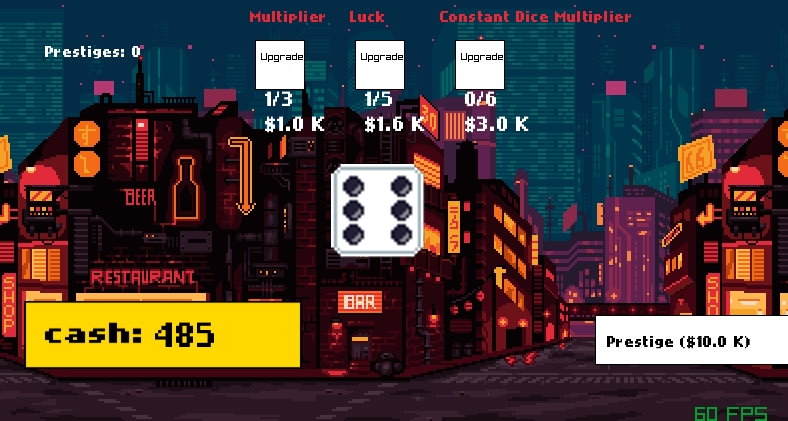 Multiplier Luck Constant Dice Multiplier
Prestiges: 0
Upgrade Upgrade Upgrade
1/3 1/5 0/6
$1.0 K $1.6 K $3.0 K
BEER
RESTAURANT
SHOP
SHOP
BAR
cash: 485
Prestige ($10.0 K)
60 FPS